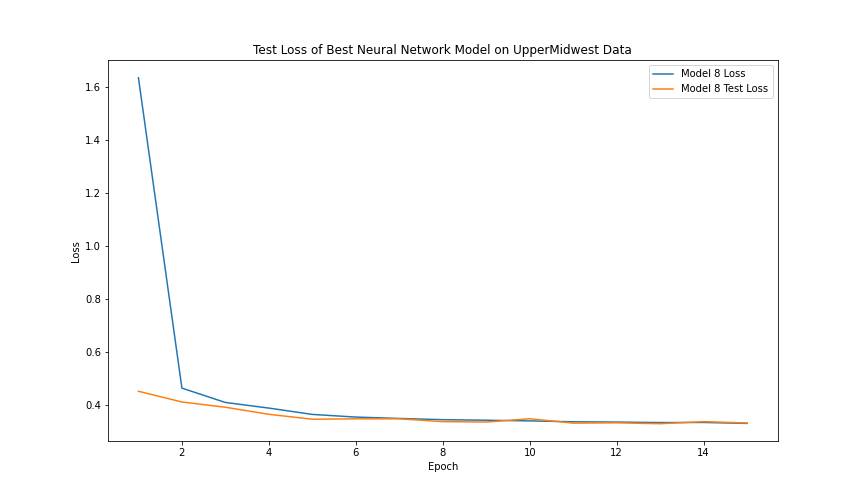 Test Loss of Best Neural Network Model on UpperMidwest Data
Model 8 Loss
Model 8 Test Loss
1.6
1.4
1.2
1.0
0.8
0.6
0.4
Loss
2 4 6 8 10 12 14
Epoch